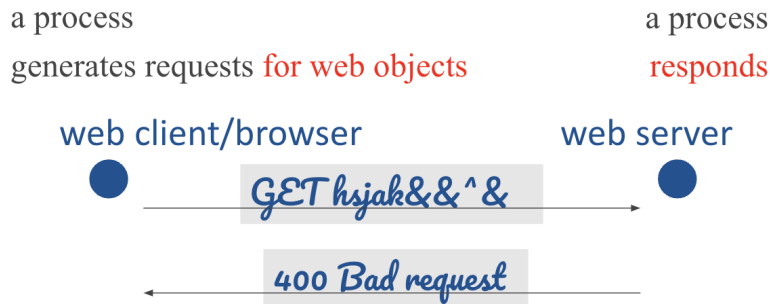 a process
a process
generates requests for web objects
responds
web client/browser
web server
GET hsjak&&^&
400 Bad request